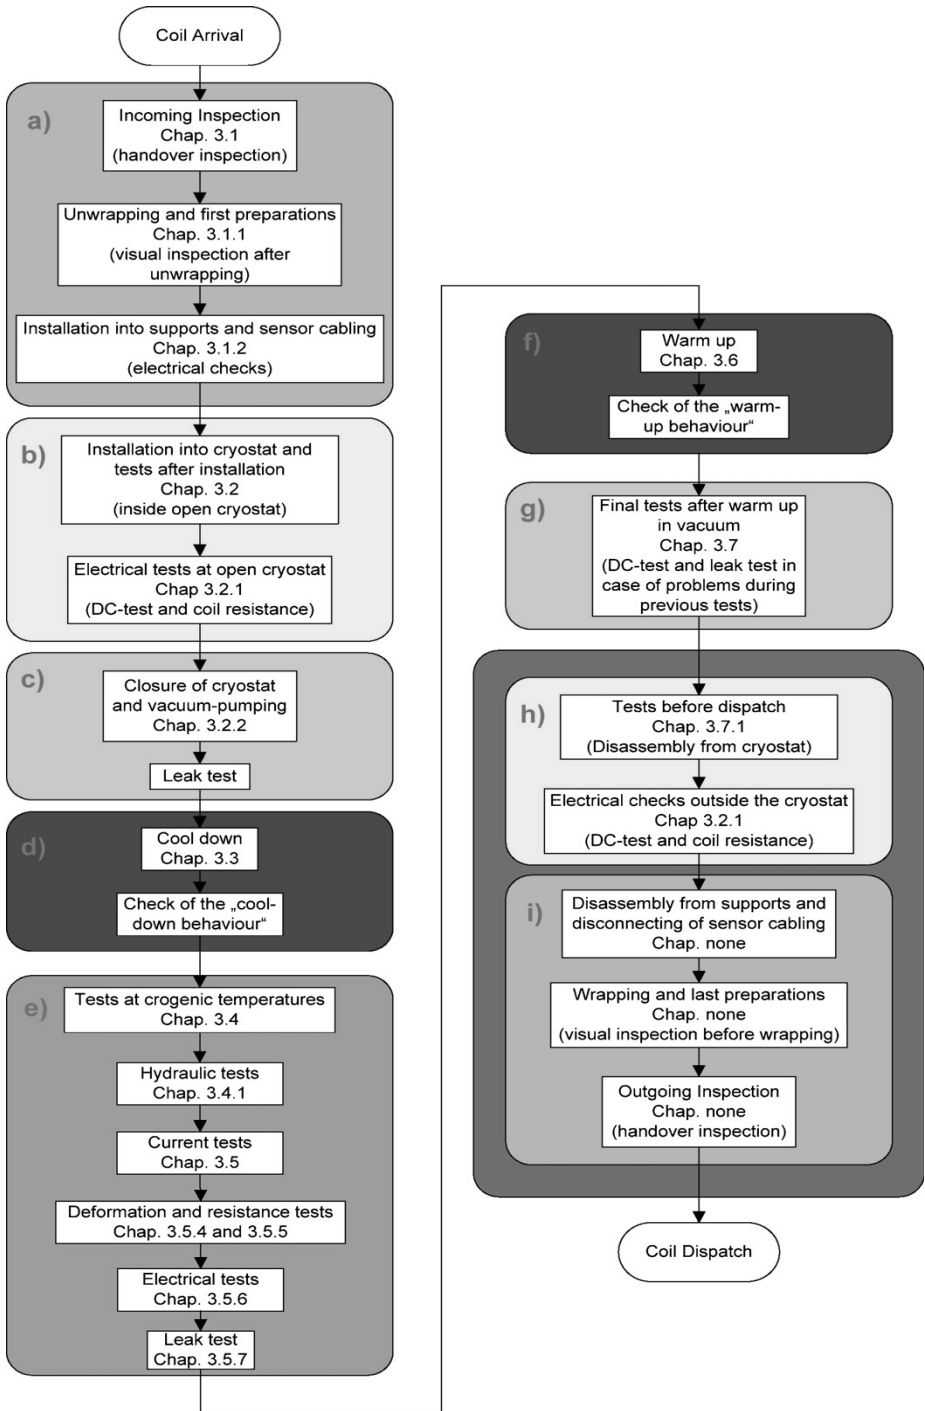 Coil Arrival
a)
Incoming Inspection
Chap. 3.1
(handover inspection)
Unwrapping and first preparations
Chap. 3.1.1
(visual inspection after
unwrapping)
Installation into supports and sensor cabling
Chap. 3.1.2
(electrical checks)
b)
Installation into cryostat and
tests after installation
Chap. 3.2
(inside open cryostat)
Electrical tests at open cryostat
Chap 3.2.1
(DC-test and coil resistance)
c)
Closure of cryostat
and vacuum-pumping
Chap. 3.2.2
Leak test
d)
Cool down
Chap. 3.3
Check of the „cool-
down behaviour“
e)
Tests at crogenic temperatures
Chap. 3.4
Hydraulic tests
Chap. 3.4.1
Current tests
Chap. 3.5
Deformation and resistance tests
Chap. 3.5.4 and 3.5.5
Electrical tests
Chap. 3.5.6
Leak test
Chap. 3.5.7
f)
Warm up
Chap. 3.6
Check of the „warm-
up behaviour“
g)
Final tests after warm up
in vacuum
Chap. 3.7
(DC-test and leak test in
case of problems during
previous tests)
h)
Tests before dispatch
Chap. 3.7.1
(Disassembly from cryostat)
Electrical checks outside the cryostat
Chap 3.2.1
(DC-test and coil resistance)
i)
Disassembly from supports and
disconnecting of sensor cabling
Chap. none
Wrapping and last preparations
Chap. none
(visual inspection before wrapping)
Outgoing Inspection
Chap. none
(handover inspection)
Coil Dispatch